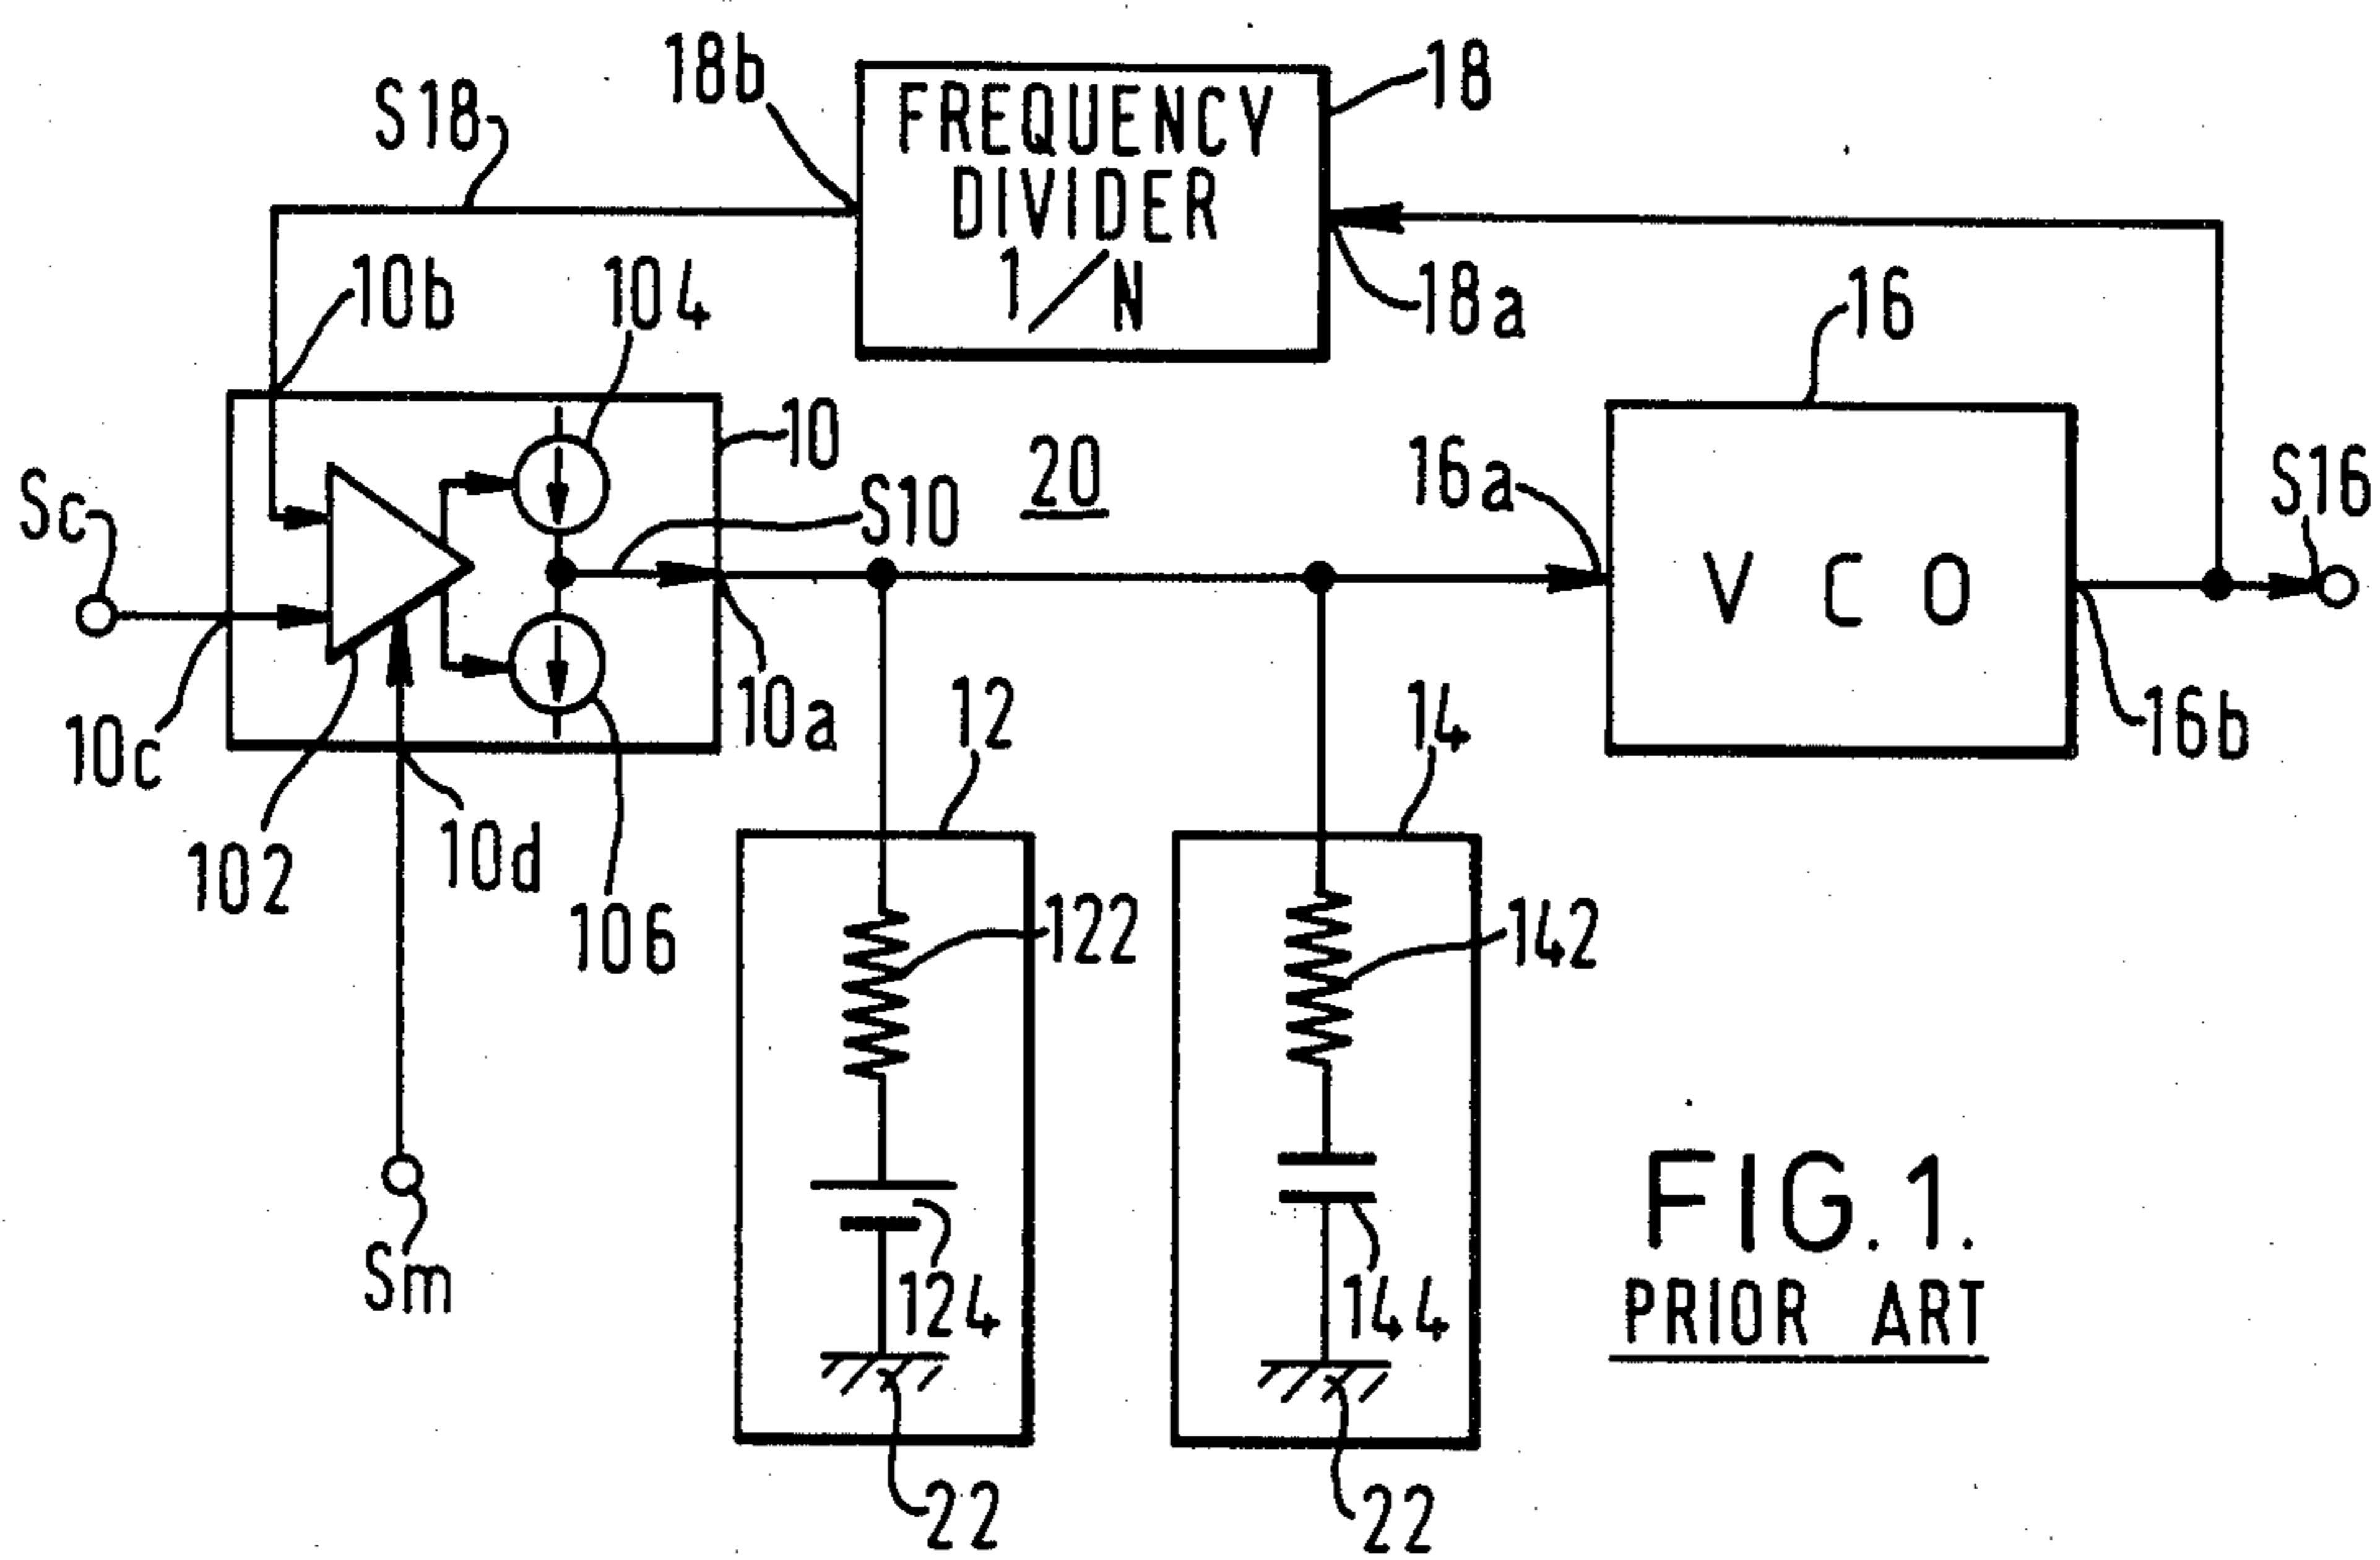 18b
18
S18
FREQUENCY
DIVIDER
1/N
10b
104
18a
16
10
20
16a
S16
Sc
S10
V C O
10c
10a
12
14
16b
102
10d
106
122
142
Sm
124
144
FIG. 1.
PRIOR ART
22
22